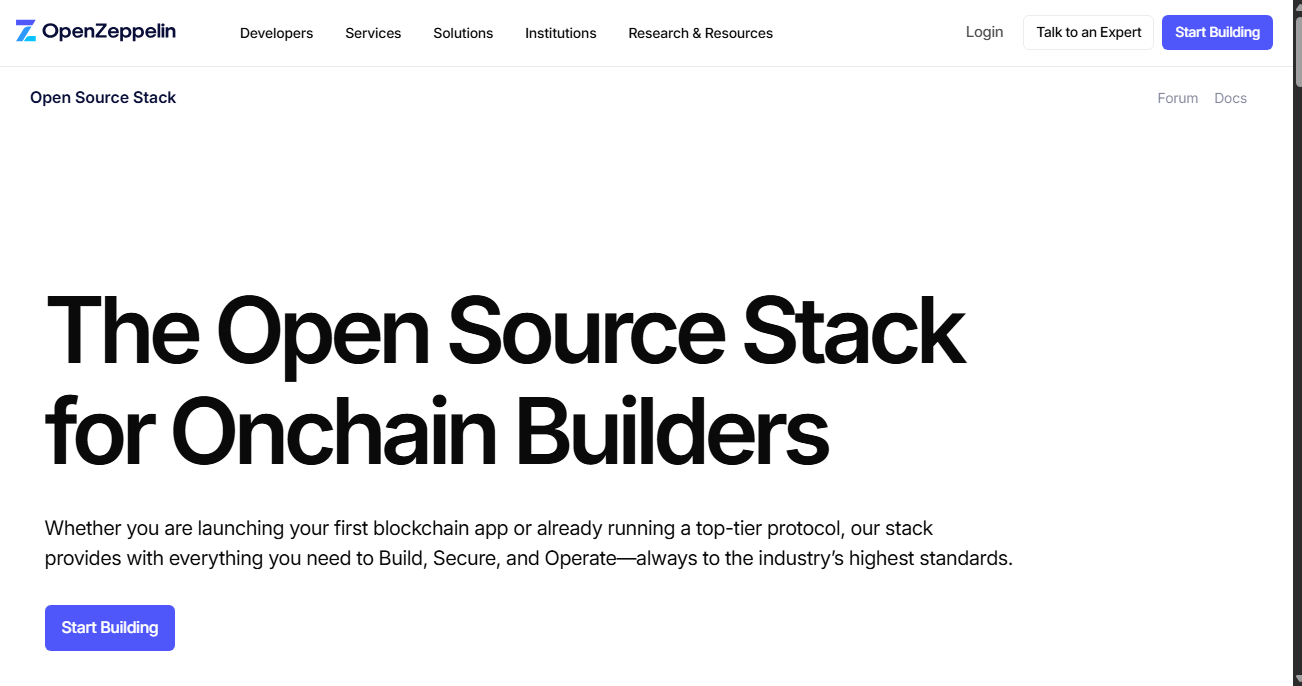 OpenZeppelin
Developers Services Solutions Institutions Research & Resources Login Talk to an Expert Start Building
Open Source Stack
Forum Docs
The Open Source Stack
for Onchain Builders
Whether you are launching your first blockchain app or already running a top-tier protocol, our stack
provides with everything you need to Build, Secure, and Operate—always to the industry’s highest standards.
Start Building